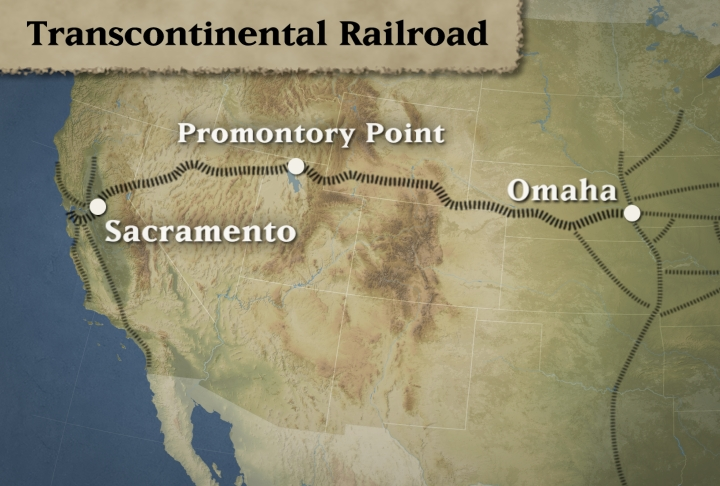 Transcontinental Railroad
Promontory Point
Omaha
Sacramento